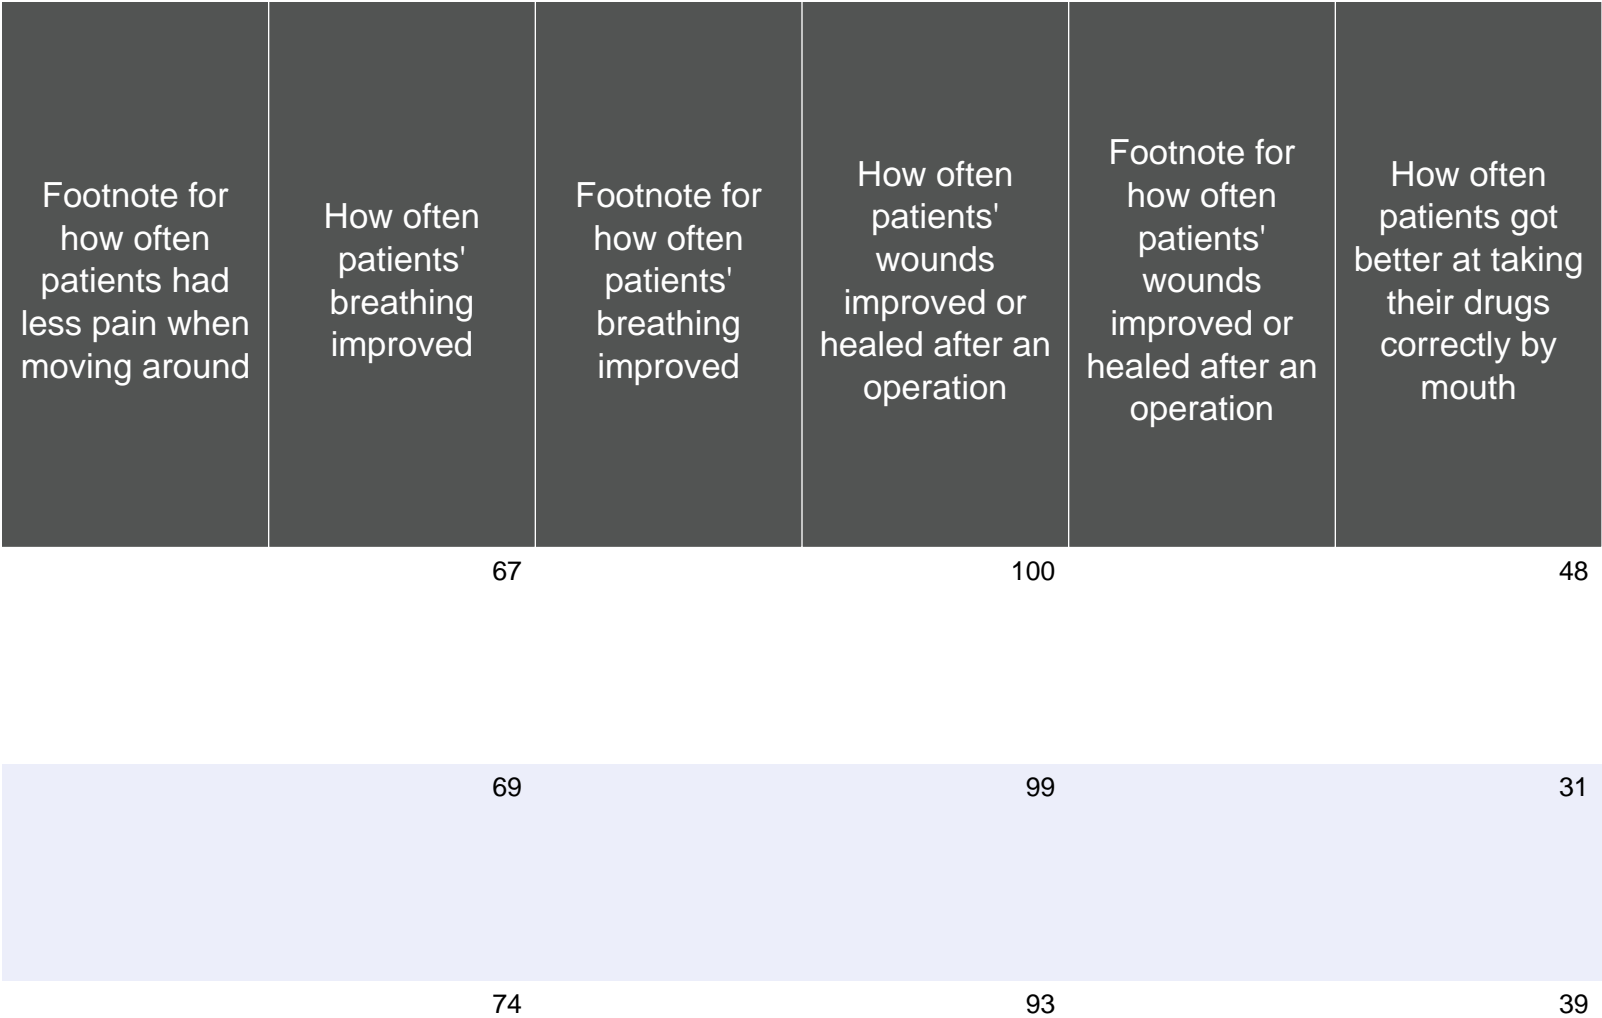 Footnote for
how often
patients had
less pain when
moving around
How often
patients'
breathing
improved
Footnote for
how often
patients'
breathing
improved
How often
patients'
wounds
improved or
healed after an
operation
Footnote for
how often
patients'
wounds
improved or
healed after an
operation
How often
patients got
better at taking
their drugs
correctly by
mouth
67 100 48
69 99 31
74 93 39